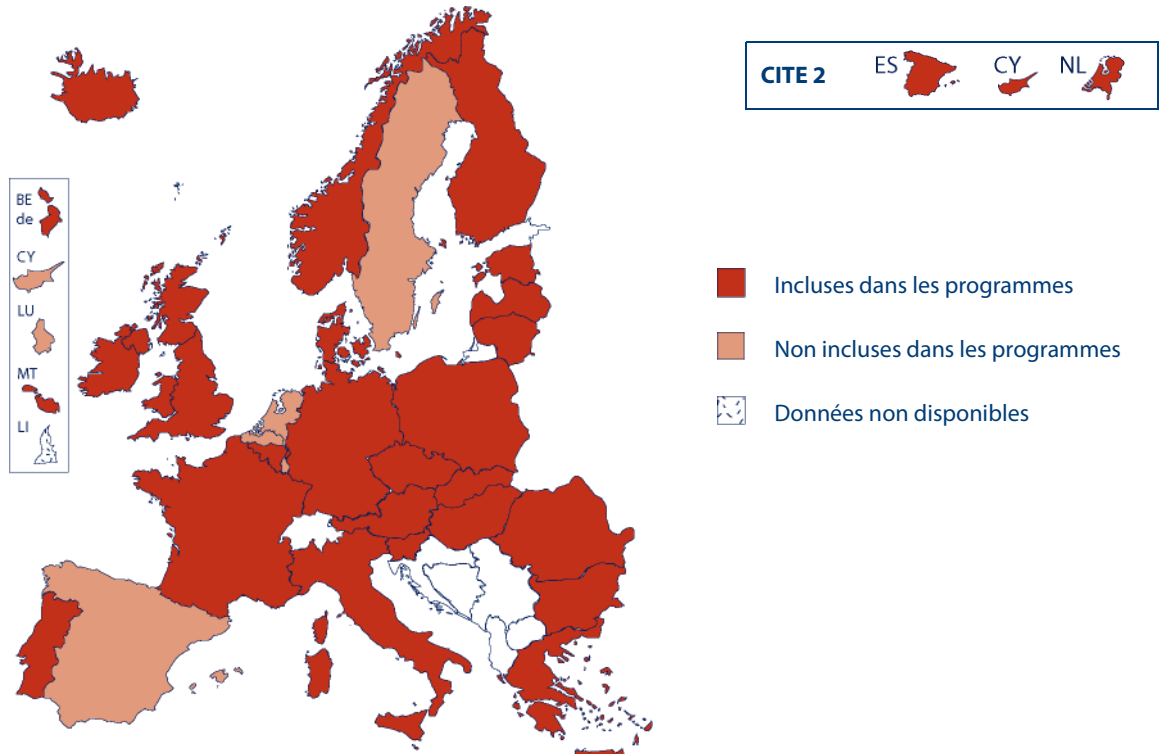 CITE 2 ES CY NL
BE
de
CY
LU
MT
LI
Incluses dans les programmes
Non incluses dans les programmes
Données non disponibles